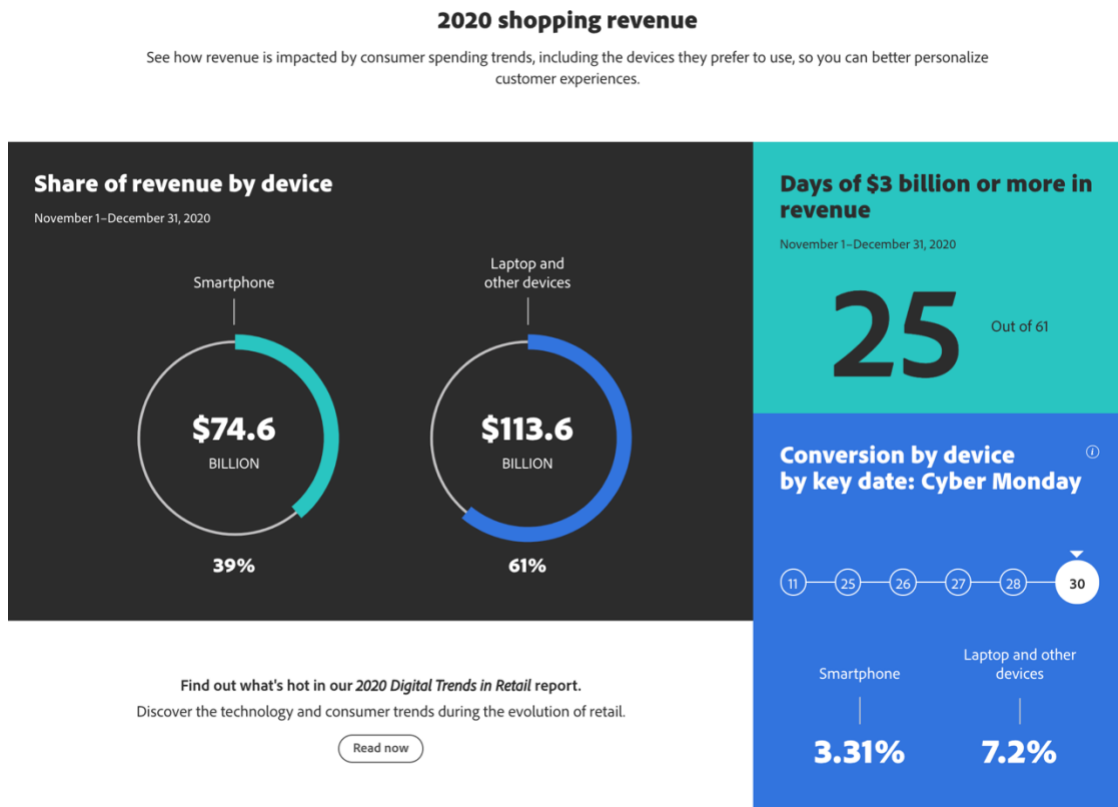 2020 shopping revenue
See how revenue is impacted by consumer spending trends, including the devices they prefer to use, so you can better personalize
customer experiences.
Share of revenue by device
November 1–December 31, 2020
Smartphone
$74.6
BILLION
39%
Laptop and
other devices
$113.6
BILLION
61%
Days of $3 billion or more in
revenue
November 1–December 31, 2020
25
Out of 61
Conversion by device
by key date: Cyber Monday
i
11 25 26 27 28 30
Smartphone
3.31%
Laptop and other
devices
7.2%
Find out what's hot in our 2020 Digital Trends in Retail report.
Discover the technology and consumer trends during the evolution of retail.
Read now